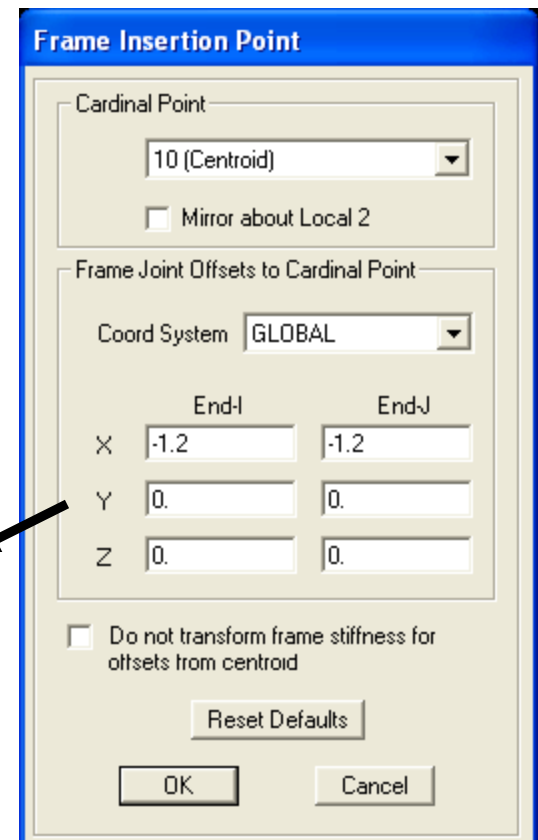 Frame Insertion Point
Cardinal Point
10 (Centroid)
Mirror about Local 2
Frame Joint Offsets to Cardinal Point
Coord System GLOBAL
End-I End-J
X -1.2 -1.2
Y 0. 0.
Z 0. 0.
Do not transform frame stiffness for
offsets from centroid
Reset Defaults
OK Cancel